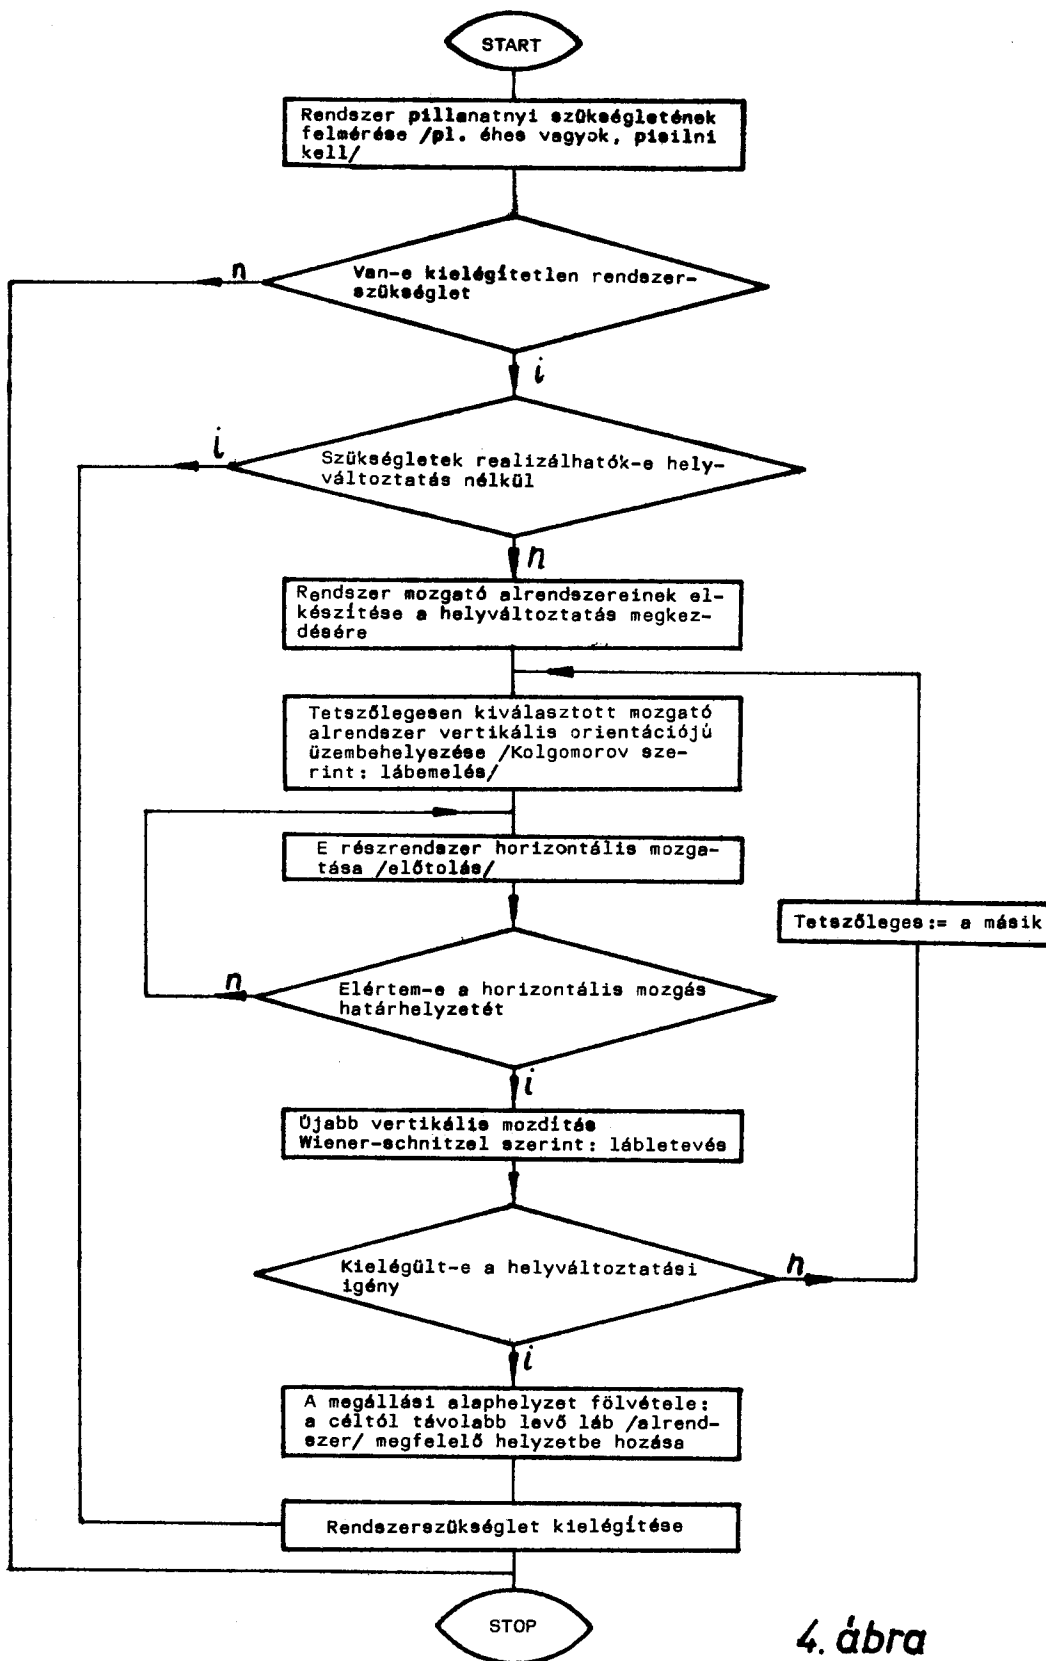 START
Rendszer pillanatnyi szükségletének
felmérése /pl. éhes vagyok, pisilni
kell/
Van-e kielégítetlen rendszer-
szükséglet
n
i
Szükségletek realizálhatók-e hely-
változtatás nélkül
i
n
Rendszer mozgató alrendszereinek el-
készítése a helyváltoztatás megkez-
désére
Tetszőlegesen kiválasztott mozgató
alrendszer vertikális orientációjú
üzembehelyezése /Kolgomorov sze-
rint: lábemelés/
E részrendszer horizontális mozga-
tása /előtolás/
Tetszőleges:= a másik
Elértem-e a horizontális mozgás
határhelyzetét
n
i
Újabb vertikális mozdítás
Wiener-schnitzel szerint: lábletevés
Kielégült-e a helyváltoztatási
igény
n
i
A megállási alaphelyzet fölvétele:
a céltól távolabb levő láb /alrend-
szer/ megfelelő helyzetbe hozása
Rendszerszükséglet kielégítése
STOP
4. ábra